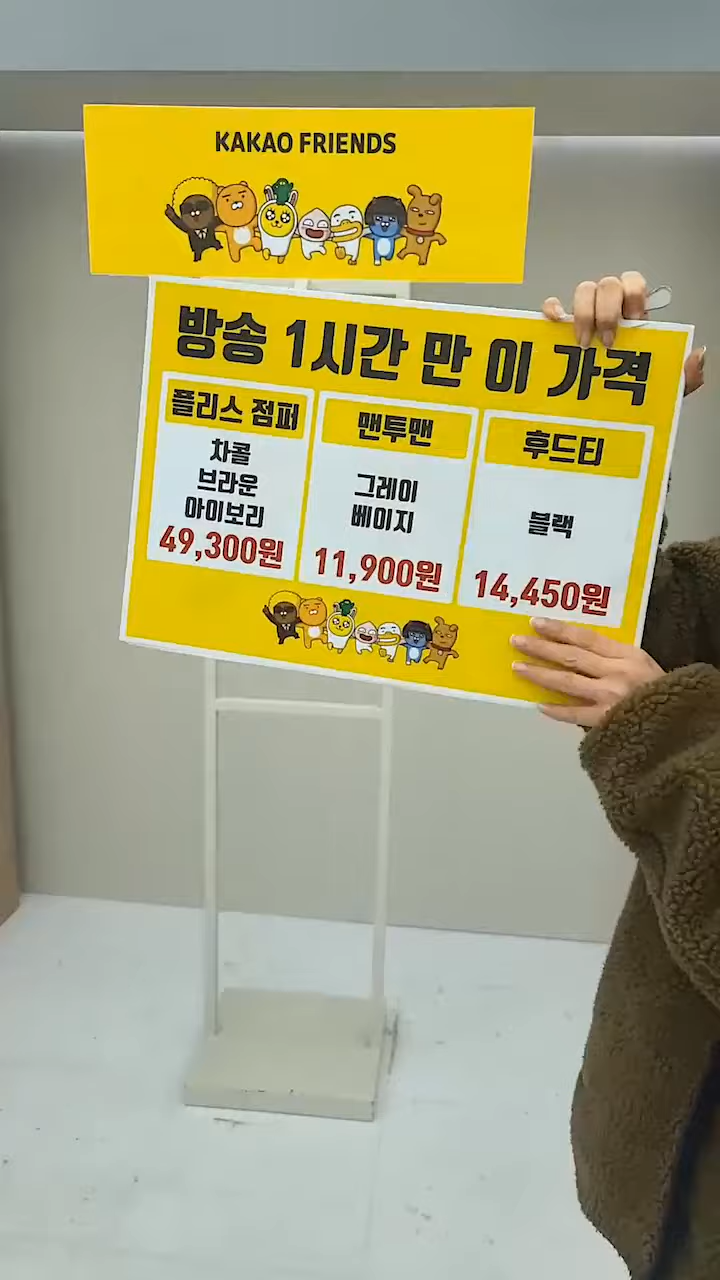 KAKAO FRIENDS
방송 1시간 만 이 가격
플리스 점퍼
차콜
브라운
아이보리
49,300원
맨투맨
그레이
베이지
11,900원
후드티
블랙
14,450원